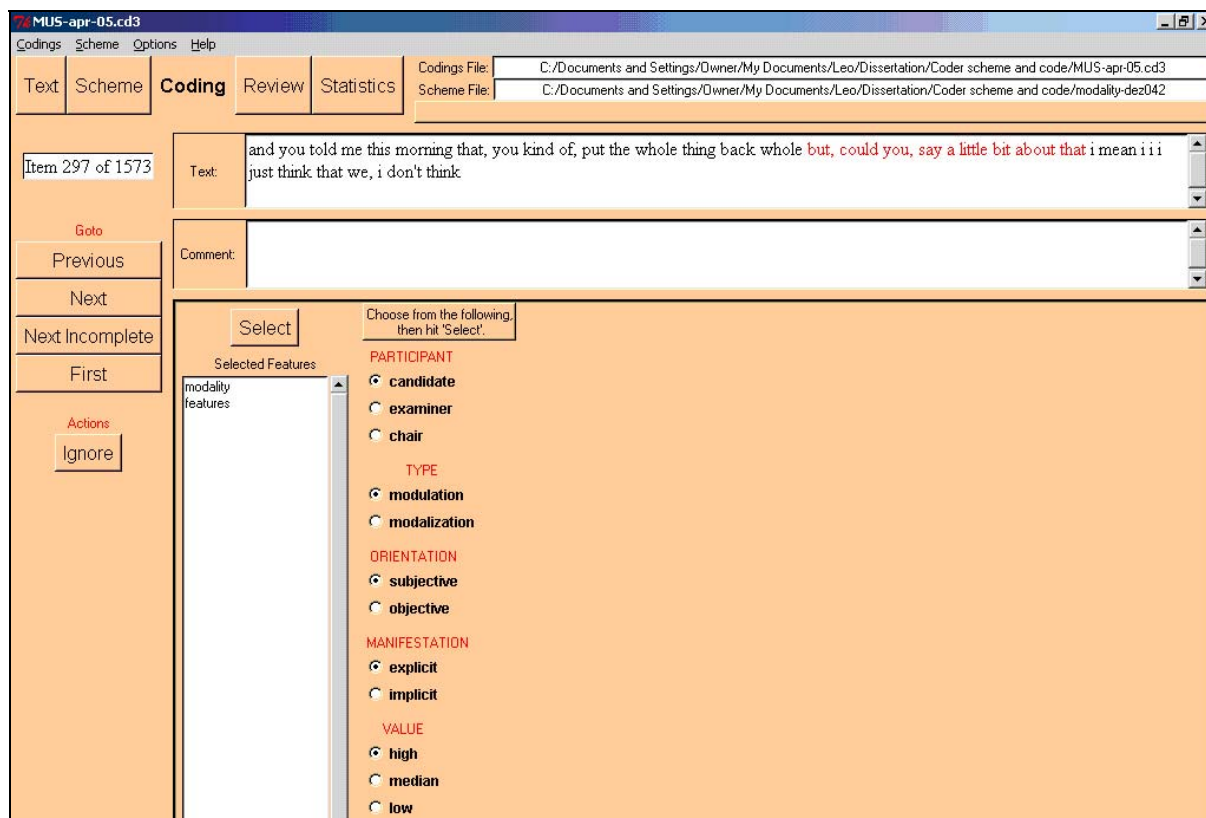 MUS-apr-05.cd3
Codings Scheme Options Help
Text Scheme Coding Review Statistics
Codings File: C:/Documents and Settings/Owner/My Documents/Leo/Dissertation/Coder scheme and code/MUS-apr-05.cd3
Scheme File: C:/Documents and Settings/Owner/My Documents/Leo/Dissertation/Coder scheme and code/modality-dez042
Item 297 of 1573
Text:
and you told me this morning that, you kind of, put the whole thing back whole but, could you, say a little bit about that i mean i i i
just think that we, i don't think
Goto
Previous
Next
Next Incomplete
First
Actions
Ignore
Comment:
Select
Selected Features
modality
features
Choose from the following,
then hit 'Select'.
PARTICIPANT
candidate
examiner
chair
TYPE
modulation
modalization
ORIENTATION
subjective
objective
MANIFESTATION
explicit
implicit
VALUE
high
median
low